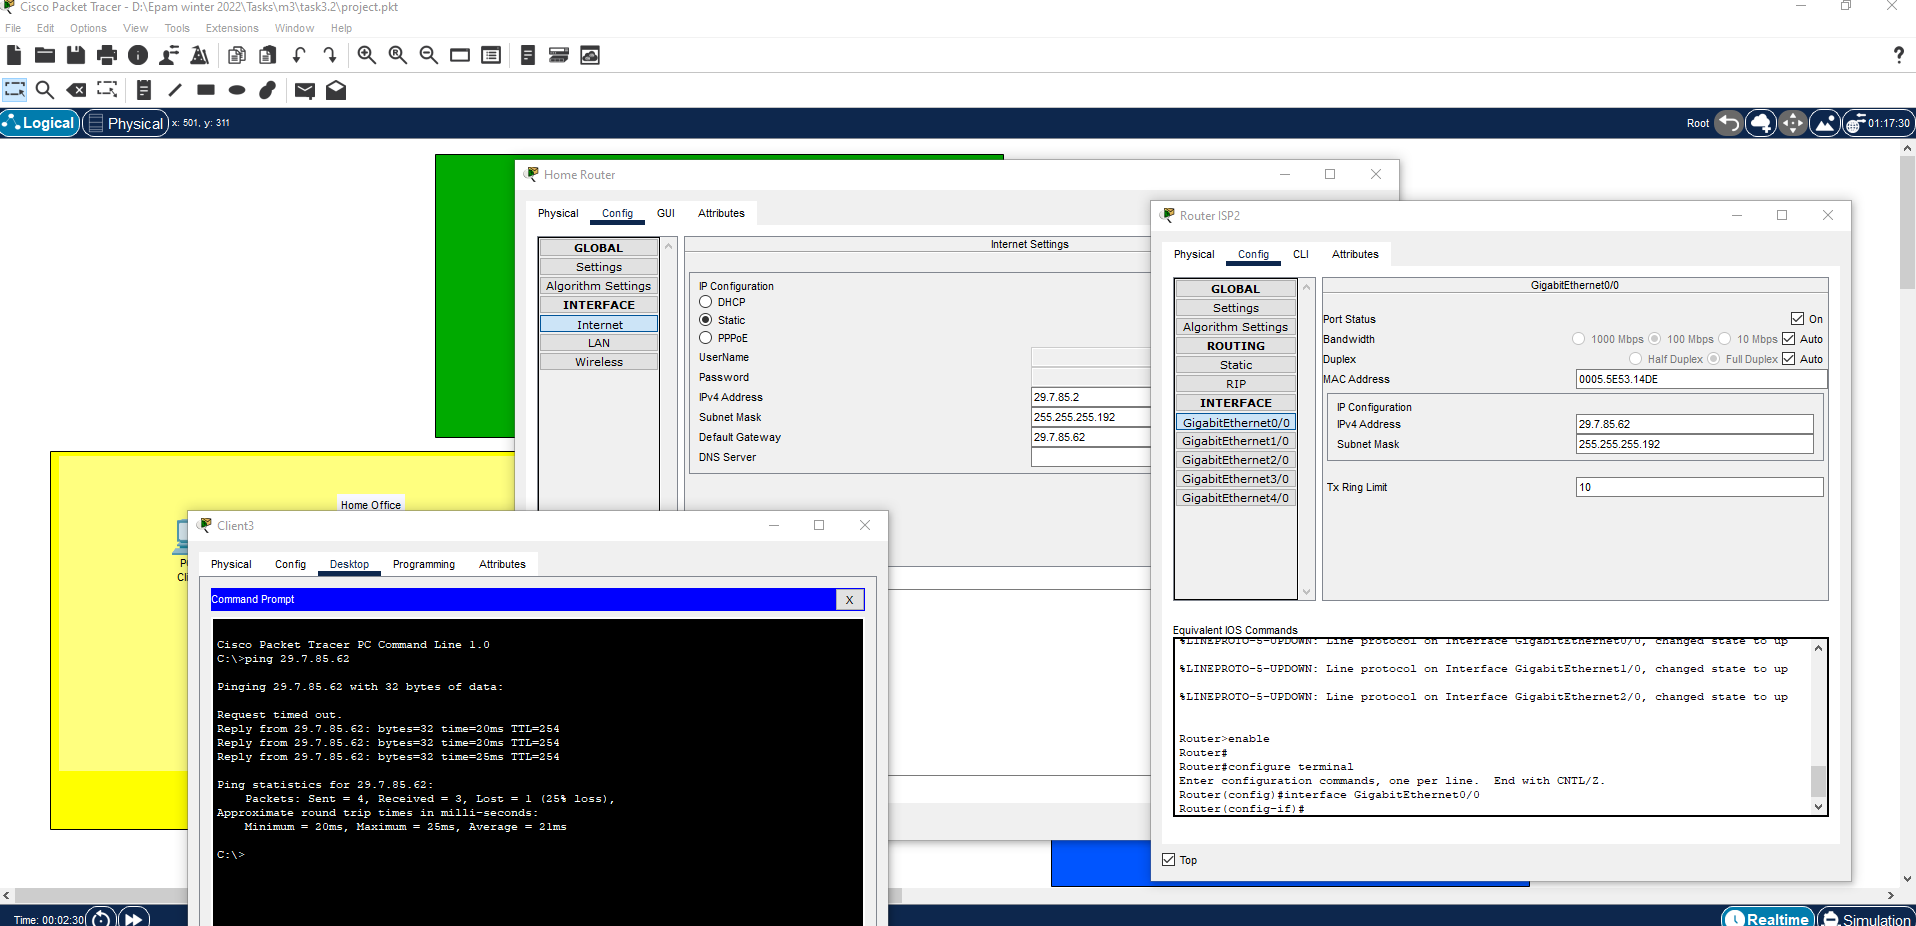 Cisco Packet Tracer - D:\Epam winter 2022\Tasks\m3\task3.2\project.pkt
File Edit Options View Tools Extensions Window Help
?
Logical Physical x: 501, y: 311 Root 01:17:30
Home Router
Physical Config GUI Attributes
GLOBAL
Settings
Algorithm Settings
INTERFACE
Internet
LAN
Wireless
Internet Settings
IP Configuration
DHCP
Static
PPPoE
UserName
Password
IPv4 Address 29.7.85.2
Subnet Mask 255.255.255.192
Default Gateway 29.7.85.62
DNS Server
Router ISP2
Physical Config CLI Attributes
GLOBAL
Settings
Algorithm Settings
ROUTING
Static
RIP
INTERFACE
GigabitEthernet0/0
GigabitEthernet1/0
GigabitEthernet2/0
GigabitEthernet3/0
GigabitEthernet4/0
GigabitEthernet0/0
Port Status On
Bandwidth 1000 Mbps 100 Mbps 10 Mbps Auto
Duplex Half Duplex Full Duplex Auto
MAC Address 0005.5E53.14DE
IP Configuration
IPv4 Address 29.7.85.62
Subnet Mask 255.255.255.192
Tx Ring Limit 10
Equivalent IOS Commands
%LINEPROTO-5-UPDOWN: Line protocol on Interface GigabitEthernet0/0, changed state to up
%LINEPROTO-5-UPDOWN: Line protocol on Interface GigabitEthernet1/0, changed state to up
%LINEPROTO-5-UPDOWN: Line protocol on Interface GigabitEthernet2/0, changed state to up
Router>enable
Router#
Router#configure terminal
Enter configuration commands, one per line. End with CNTL/Z.
Router(config)#interface GigabitEthernet0/0
Router(config-if)#
Top
Home Office
Client3
Physical Config Desktop Programming Attributes
Command Prompt X
Cisco Packet Tracer PC Command Line 1.0
C:\>ping 29.7.85.62
Pinging 29.7.85.62 with 32 bytes of data:
Request timed out.
Reply from 29.7.85.62: bytes=32 time=20ms TTL=254
Reply from 29.7.85.62: bytes=32 time=20ms TTL=254
Reply from 29.7.85.62: bytes=32 time=25ms TTL=254
Ping statistics for 29.7.85.62:
Packets: Sent = 4, Received = 3, Lost = 1 (25% loss),
Approximate round trip times in milli-seconds:
Minimum = 20ms, Maximum = 25ms, Average = 21ms
C:\>
Time: 00:02:30 Realtime Simulation